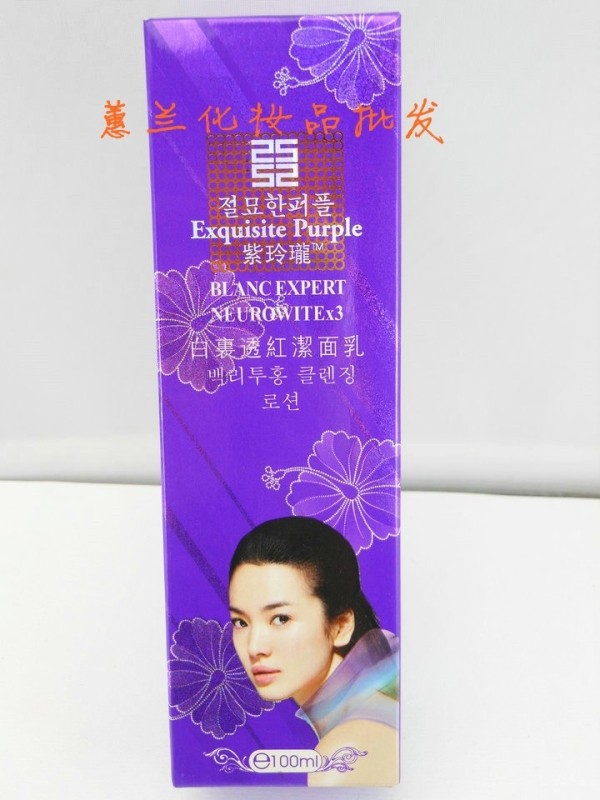 蕙兰化妆品批发
절묘한퍼플
Exquisite Purple
紫玲瓏™
BLANC EXPERT
NEUROWITEx3
白裏透紅潔面乳
백리투홍 클렌징
로션
℮100ml